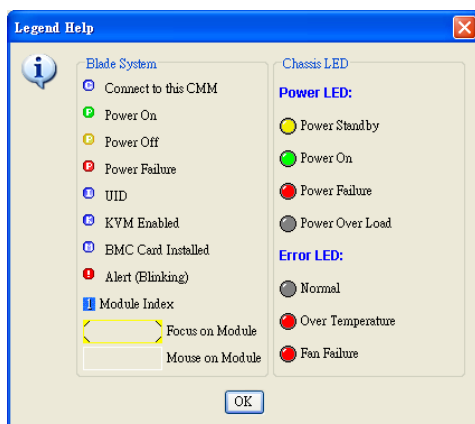 Legend Help
Blade System
Connect to this CMM
Power On
Power Off
Power Failure
UID
KVM Enabled
BMC Card Installed
Alert (Blinking)
1 Module Index
Focus on Module
Mouse on Module
Chassis LED
Power LED:
Power Standby
Power On
Power Failure
Power Over Load
Error LED:
Normal
Over Temperature
Fan Failure
OK